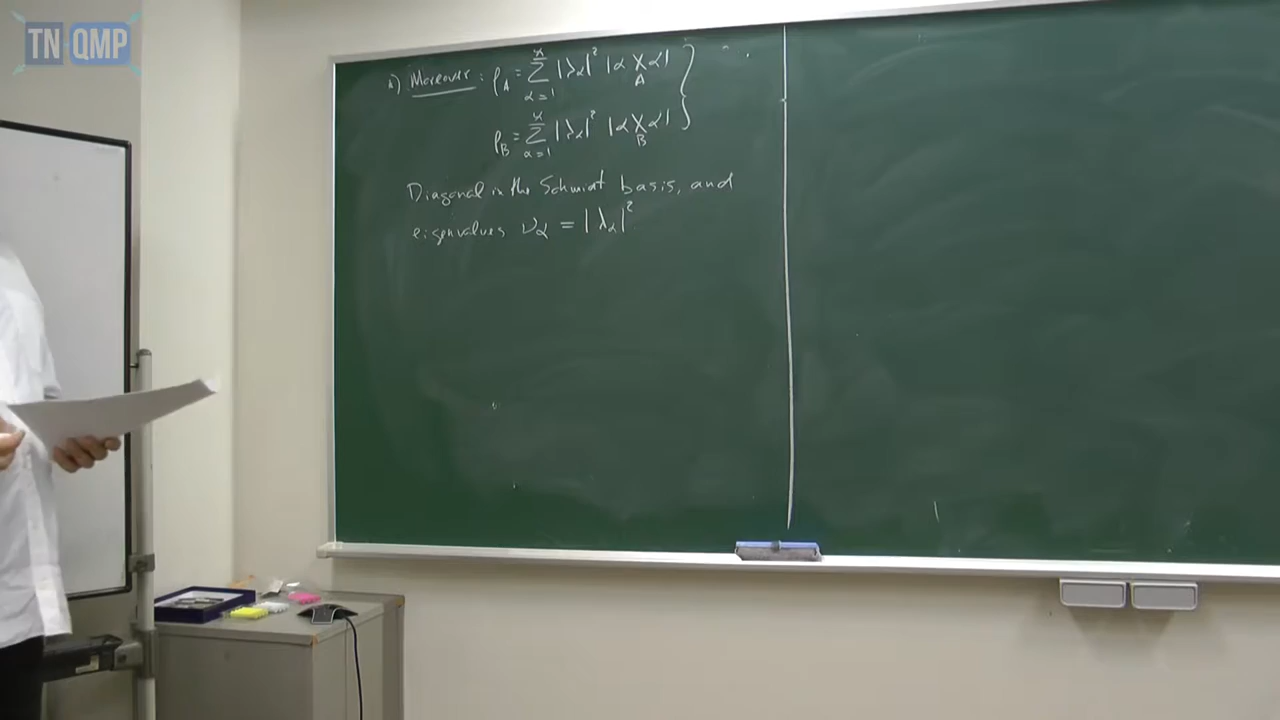 TN QMP
4) Moreover: ρ_A = Σ_{α=1}^{χ} |λ_α|² |α⟩⟨α|_A
ρ_B = Σ_{α=1}^{χ} |λ_α|² |α⟩⟨α|_B
Diagonal in the Schmidt basis, and
eigenvalues ν_α = |λ_α|²